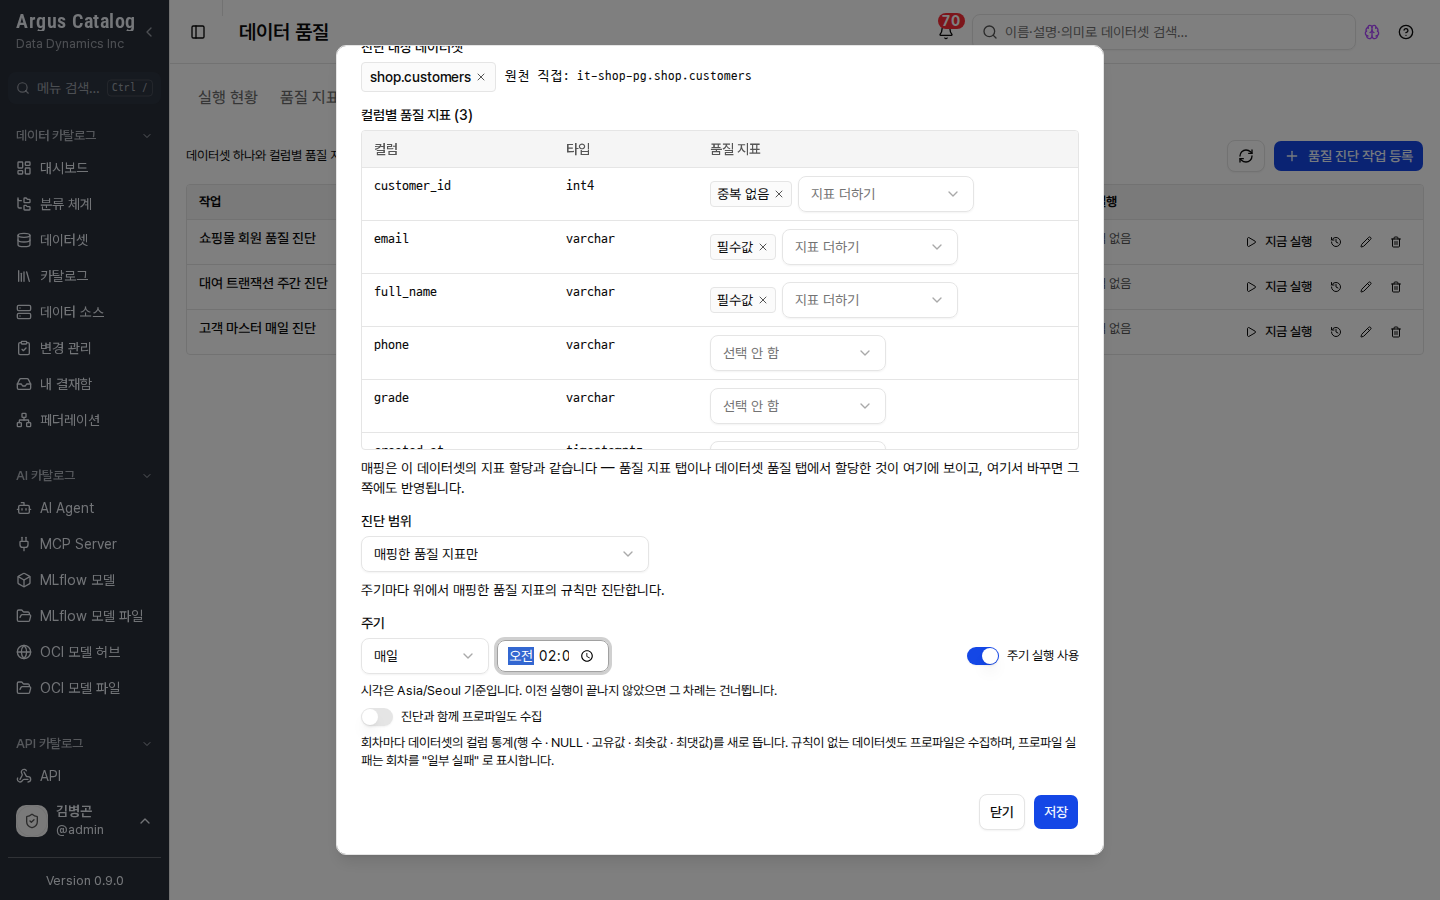 Argus Catalog
Data Dynamics Inc
메뉴 검색...
Ctrl /
데이터 카탈로그
대시보드
분류 체계
데이터셋
카탈로그
데이터 소스
변경 관리
내 결재함
페더레이션
AI 카탈로그
AI Agent
MCP Server
MLflow 모델
MLflow 모델 파일
OCI 모델 허브
OCI 모델 파일
API 카탈로그
API
김병곤
@admin
Version 0.9.0
데이터 품질
70
이름·설명·의미로 데이터셋 검색...
실행 현황
품질 지표
데이터셋 하나와 컬럼별 품질 지
품질 진단 작업 등록
작업
쇼핑몰 회원 품질 진단
없음
지금 실행
대여 트랜잭션 주간 진단
없음
지금 실행
고객 마스터 매일 진단
없음
지금 실행
진단 대상 데이터셋
shop.customers
원천 직접: it-shop-pg.shop.customers
컬럼별 품질 지표 (3)
컬럼 타입 품질 지표
customer_id int4 중복 없음 지표 더하기
email varchar 필수값 지표 더하기
full_name varchar 필수값 지표 더하기
phone varchar 선택 안 함
grade varchar 선택 안 함
created_at timestamptz
매핑은 이 데이터셋의 지표 할당과 같습니다 — 품질 지표 탭이나 데이터셋 품질 탭에서 할당한 것이 여기에 보이고, 여기서 바꾸면 그
쪽에도 반영됩니다.
진단 범위
매핑한 품질 지표만
주기마다 위에서 매핑한 품질 지표의 규칙만 진단합니다.
주기
매일
오전 02:0
주기 실행 사용
시각은 Asia/Seoul 기준입니다. 이전 실행이 끝나지 않았으면 그 차례는 건너뜁니다.
진단과 함께 프로파일도 수집
회차마다 데이터셋의 컬럼 통계(행 수 · NULL · 고유값 · 최솟값 · 최댓값)를 새로 뜹니다. 규칙이 없는 데이터셋도 프로파일은 수집하며, 프로파일 실
패는 회차를 "일부 실패" 로 표시합니다.
닫기
저장